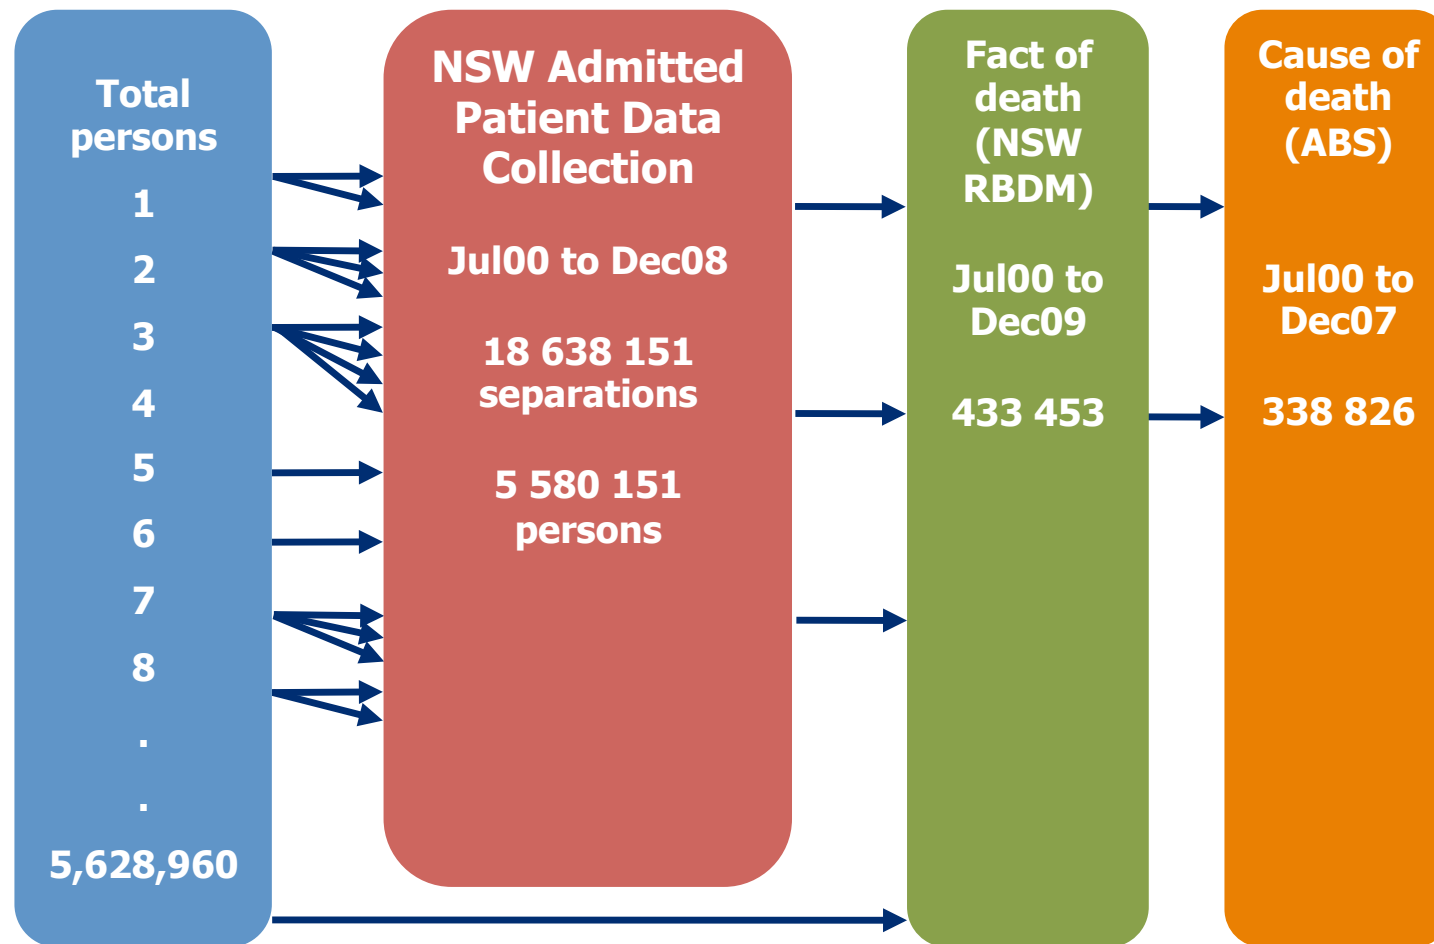 Total
persons
1
2
3
4
5
6
7
8
.
.
5,628,960
NSW Admitted
Patient Data
Collection
Jul00 to Dec08
18 638 151
separations
5 580 151
persons
Fact of
death
(NSW
RBDM)
Jul00 to
Dec09
433 453
Cause of
death
(ABS)
Jul00 to
Dec07
338 826